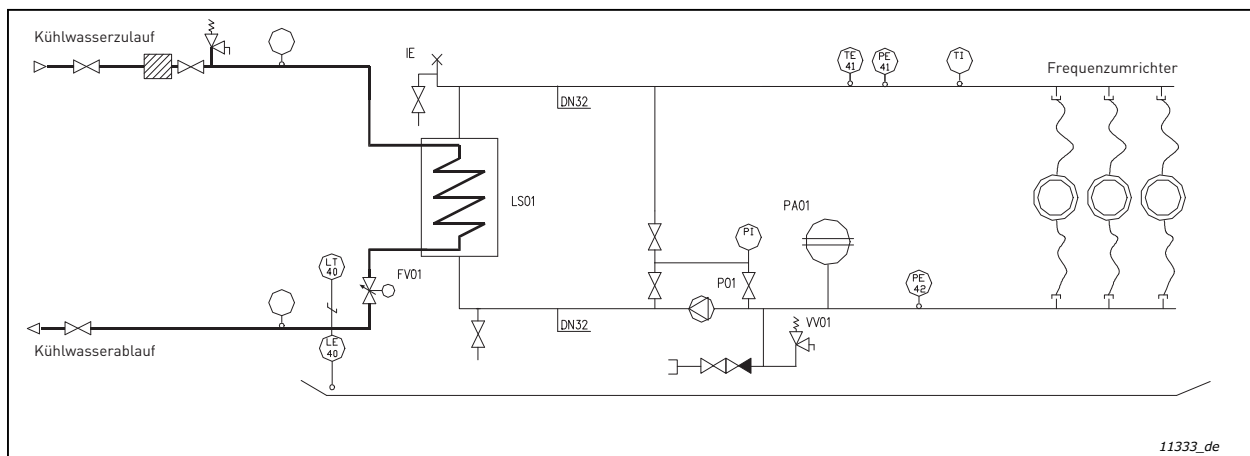 Kühlwasserzulauf
IE
TE
41
PE
41
TI
Frequenzumrichter
DN32
LS01
PA01
PI
LT
40
FV01
P01
PE
42
DN32
VV01
LE
40
Kühlwasserablauf
11333_de